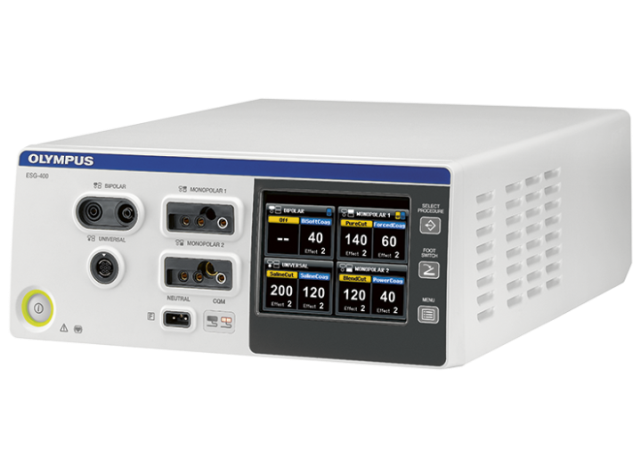 OLYMPUS
ESG-400
BIPOLAR
MONOPOLAR 1
UNIVERSAL
MONOPOLAR 2
NEUTRAL
CQM
SELECT
PROCEDURE
FOOT
SWITCH
MENU
BIPOLAR
Off BiSoftCoag
-- 40
Effect 2
MONOPOLAR 1
PureCut ForcedCoag
140 60
Effect 2 Effect 2
UNIVERSAL
SalineCut SalineCoag
200 120
Effect 2 Effect 2
MONOPOLAR 2
BlendCut PowerCoag
120 40
Effect 2 Effect 2